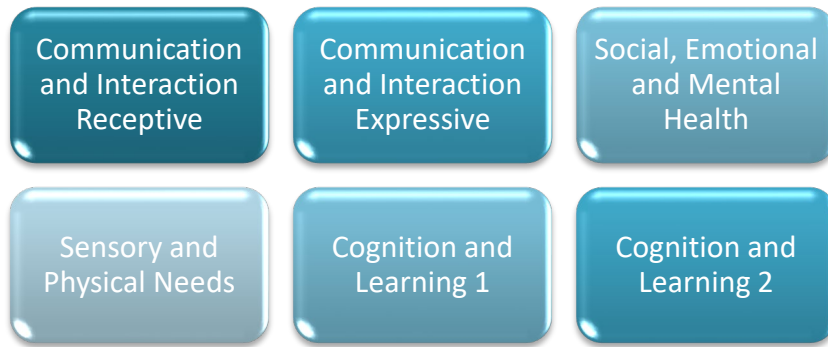 Communication
and Interaction
Receptive
Communication
and Interaction
Expressive
Social, Emotional
and Mental
Health
Sensory and
Physical Needs
Cognition and
Learning 1
Cognition and
Learning 2